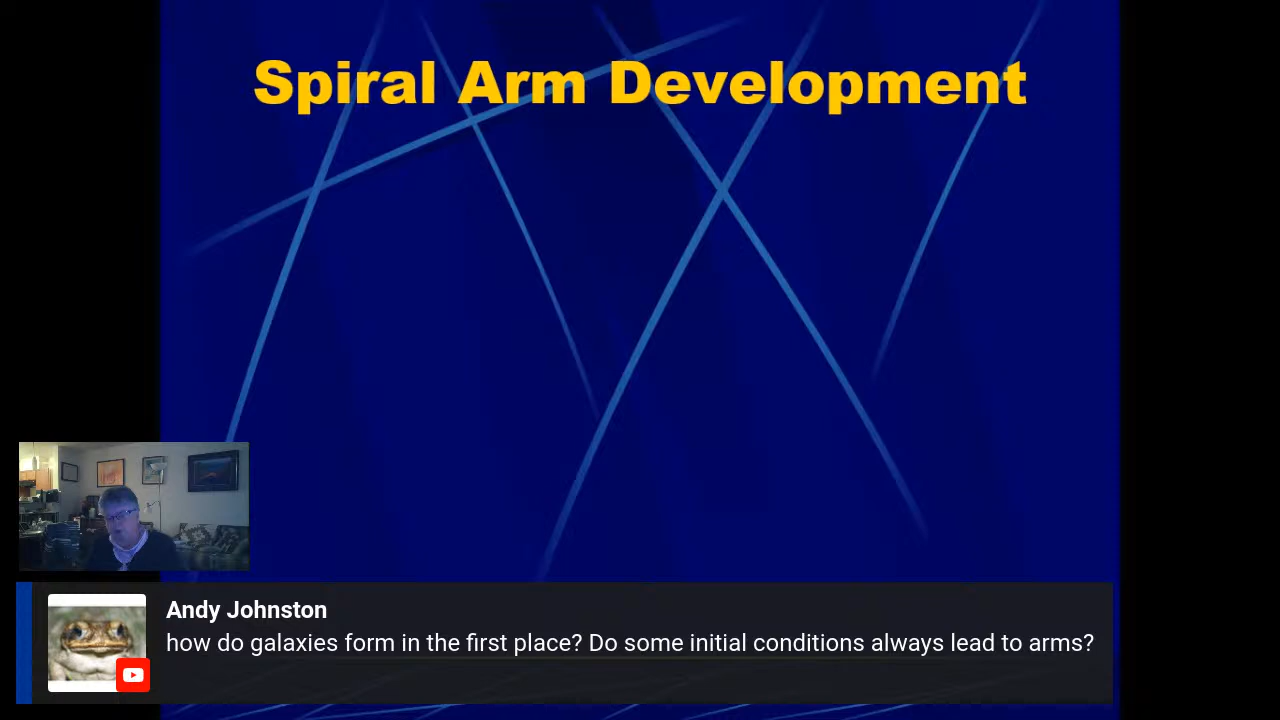 Spiral Arm Development
Andy Johnston
how do galaxies form in the first place? Do some initial conditions always lead to arms?